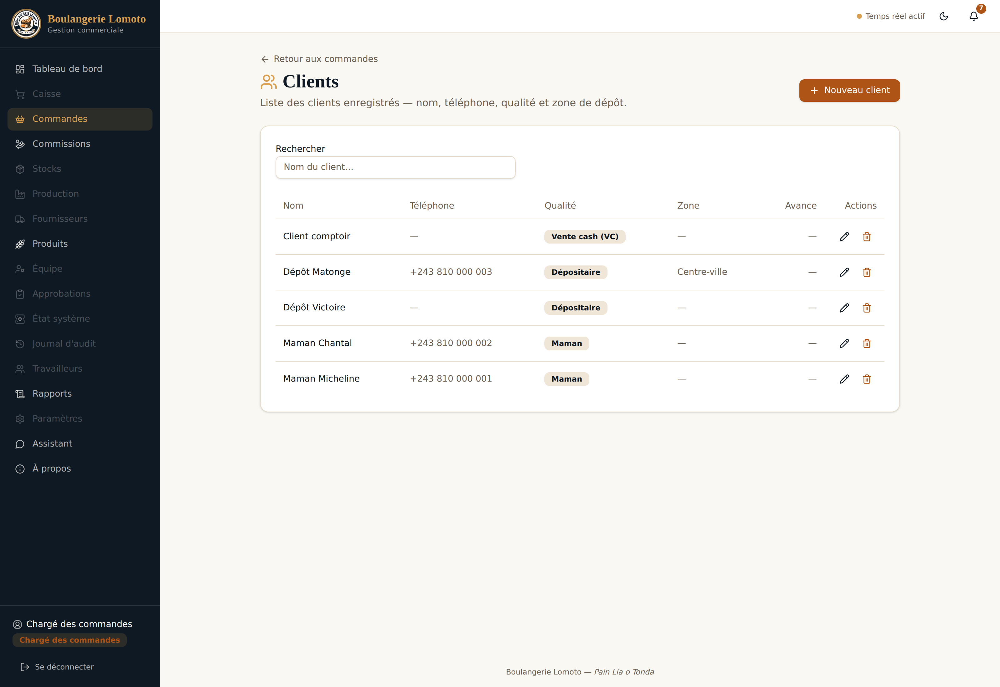 BOULANGERIE LOMOTO
Pain Lia o Tonda
Boulangerie Lomoto
Gestion commerciale
Tableau de bord
Caisse
Commandes
Commissions
Stocks
Production
Fournisseurs
Produits
Équipe
Approbations
État système
Journal d'audit
Travailleurs
Rapports
Paramètres
Assistant
À propos
Chargé des commandes
Chargé des commandes
Se déconnecter
Temps réel actif
7
Retour aux commandes
Clients
Liste des clients enregistrés — nom, téléphone, qualité et zone de dépôt.
Nouveau client
Rechercher
Nom du client...
Nom Téléphone Qualité Zone Avance Actions
Client comptoir — Vente cash (VC) — —
Dépôt Matonge +243 810 000 003 Dépositaire Centre-ville —
Dépôt Victoire — Dépositaire — —
Maman Chantal +243 810 000 002 Maman — —
Maman Micheline +243 810 000 001 Maman — —
Boulangerie Lomoto — Pain Lia o Tonda